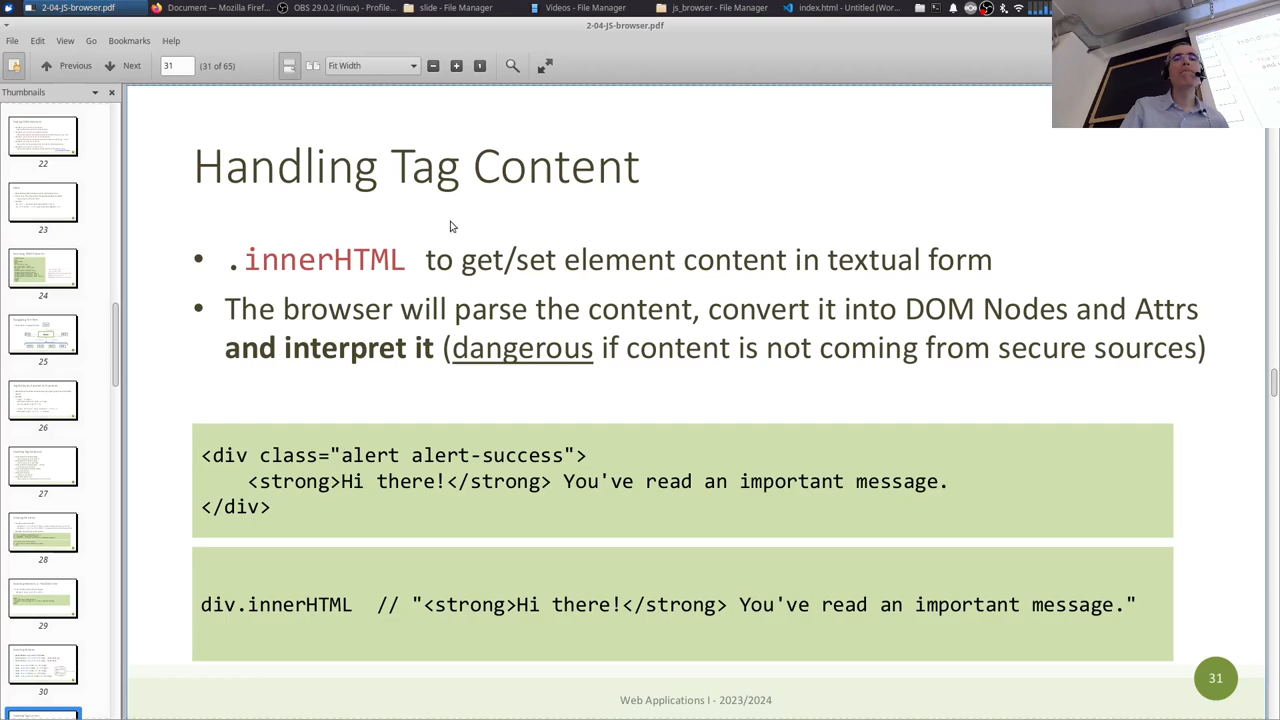 2-04-JS-browser.pdf
Document — Mozilla Firef...
OBS 29.0.2 (linux) - Profile...
slide - File Manager
Videos - File Manager
js_browser - File Manager
index.html - Untitled (Wor...
2-04-JS-browser.pdf
File Edit View Go Bookmarks Help
Previous Next 31 (31 of 65) Fit Width
Thumbnails
22
23
24
25
26
27
28
29
30
Handling Tag Content
• .innerHTML to get/set element content in textual form
• The browser will parse the content, convert it into DOM Nodes and Attrs
and interpret it (dangerous if content is not coming from secure sources)
<div class="alert alert-success">
<strong>Hi there!</strong> You've read an important message.
</div>
div.innerHTML // "<strong>Hi there!</strong> You've read an important message."
31
Web Applications I - 2023/2024